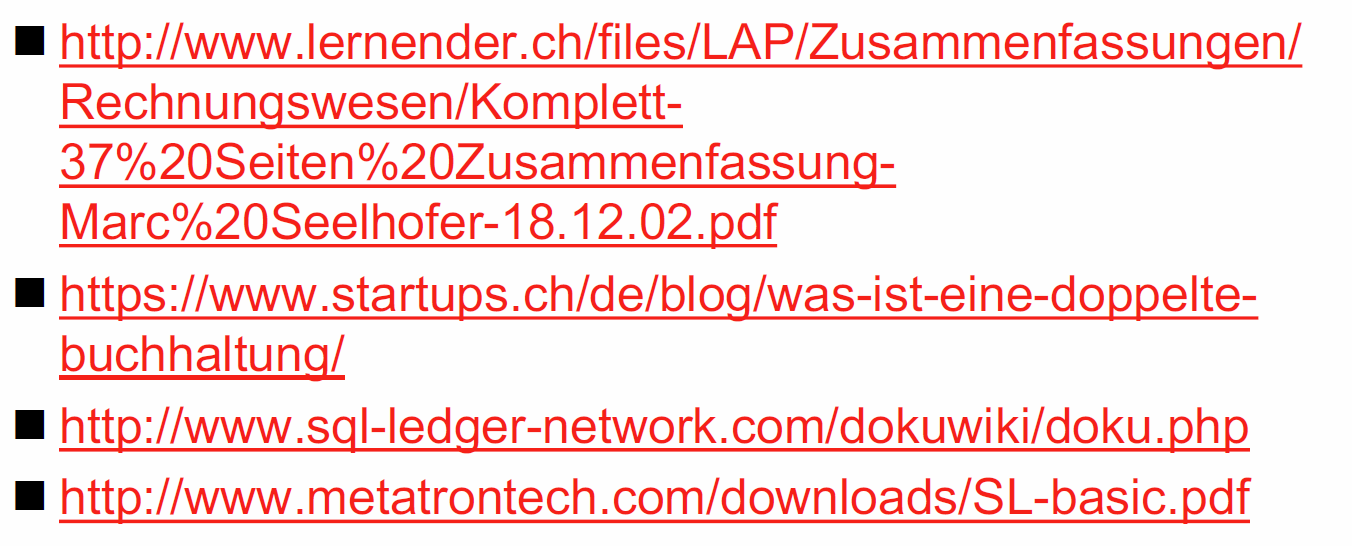 ■ http://www.lernender.ch/files/LAP/Zusammenfassungen/
Rechnungswesen/Komplett-
37%20Seiten%20Zusammenfassung-
Marc%20Seelhofer-18.12.02.pdf
■ https://www.startups.ch/de/blog/was-ist-eine-doppelte-
buchhaltung/
■ http://www.sql-ledger-network.com/dokuwiki/doku.php
■ http://www.metatrontech.com/downloads/SL-basic.pdf